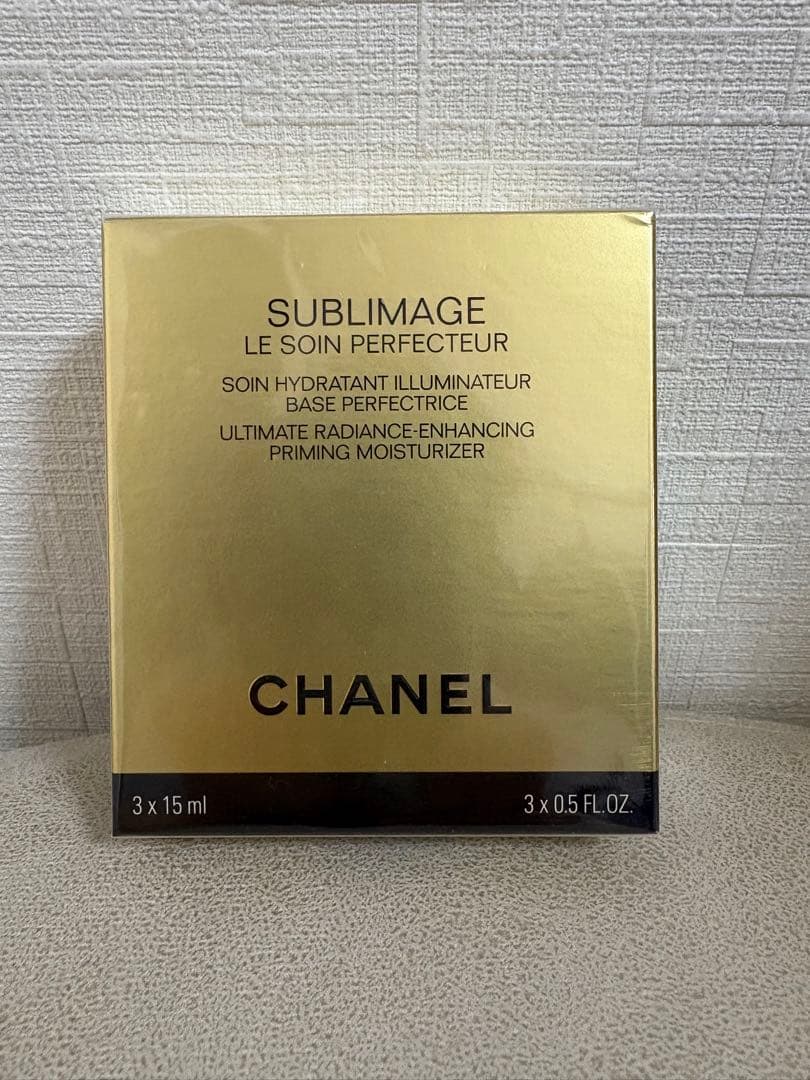 SUBLIMAGE
LE SOIN PERFECTEUR
SOIN HYDRATANT ILLUMINATEUR
BASE PERFECTRICE
ULTIMATE RADIANCE-ENHANCING
PRIMING MOISTURIZER
CHANEL
3 x 15 ml 3 x 0.5 FL.OZ.